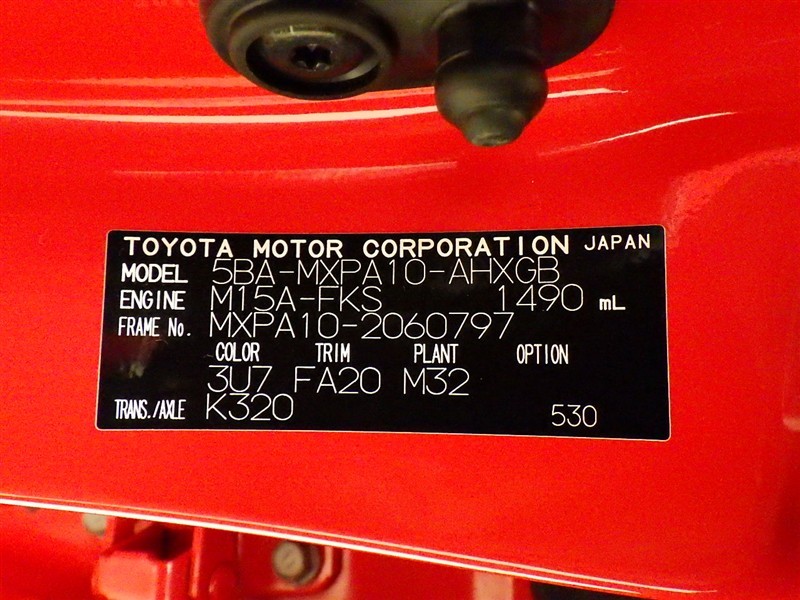 TOYOTA MOTOR CORPORATION JAPAN
MODEL 5BA-MXPA10-AHXGB
ENGINE M15A-FKS 1490 mL
FRAME No. MXPA10-2060797
COLOR TRIM PLANT OPTION
3U7 FA20 M32
TRANS./AXLE K320 530